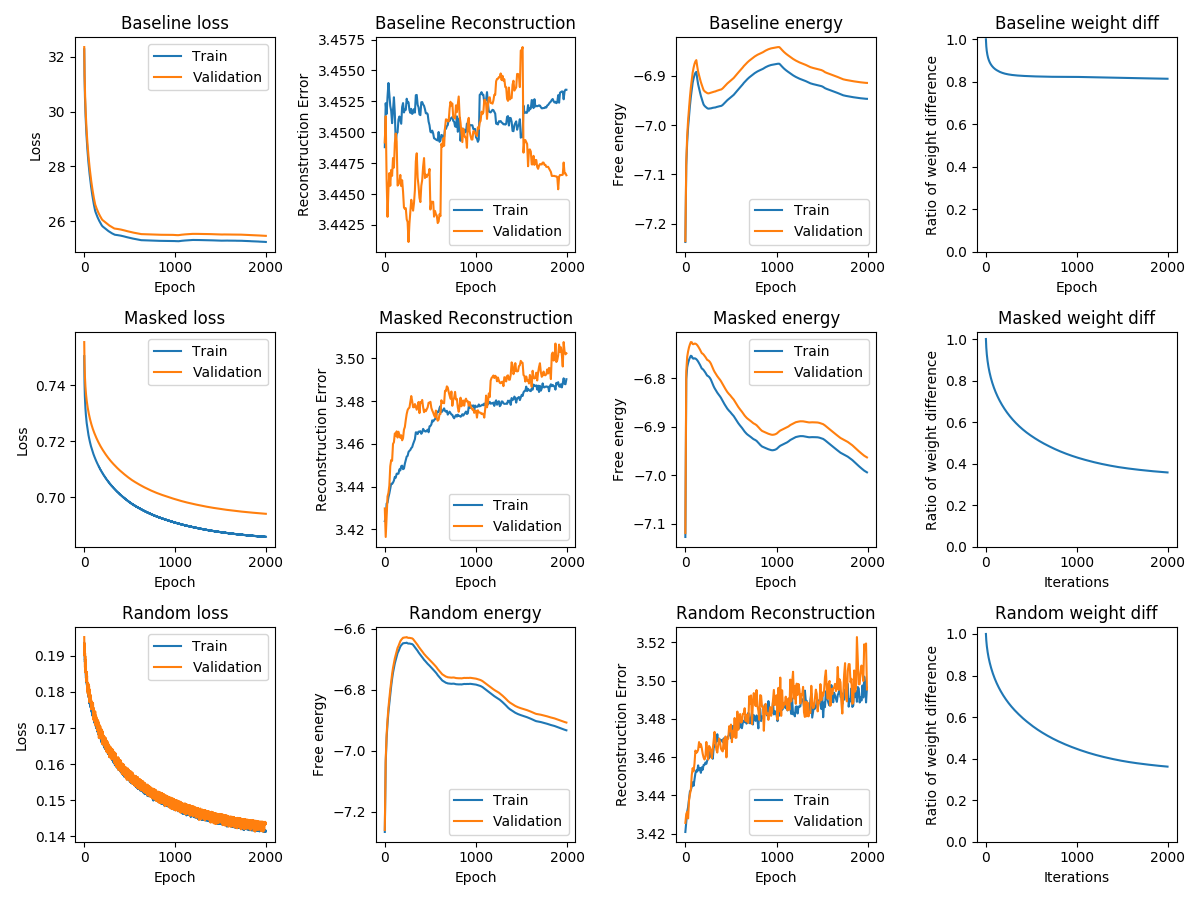 Baseline loss
Loss
32
30
28
26
Train
Validation
0
1000
2000
Epoch
Baseline Reconstruction
Reconstruction Error
3.4575
3.4550
3.4525
3.4500
3.4475
3.4450
3.4425
Train
Validation
0
1000
2000
Epoch
Baseline energy
Free energy
−6.9
−7.0
−7.1
−7.2
Train
Validation
0
1000
2000
Epoch
Baseline weight diff
Ratio of weight difference
1.0
0.8
0.6
0.4
0.2
0.0
0
1000
2000
Epoch
Masked loss
Loss
0.74
0.72
0.70
Train
Validation
0
1000
2000
Epoch
Masked Reconstruction
Reconstruction Error
3.50
3.48
3.46
3.44
3.42
Train
Validation
0
1000
2000
Epoch
Masked energy
Free energy
−6.8
−6.9
−7.0
−7.1
Train
Validation
0
1000
2000
Epoch
Masked weight diff
Ratio of weight difference
1.0
0.8
0.6
0.4
0.2
0.0
0
1000
2000
Iterations
Random loss
Loss
0.19
0.18
0.17
0.16
0.15
0.14
Train
Validation
0
1000
2000
Epoch
Random energy
Free energy
−6.6
−6.8
−7.0
−7.2
Train
Validation
0
1000
2000
Epoch
Random Reconstruction
Reconstruction Error
3.52
3.50
3.48
3.46
3.44
3.42
Train
Validation
0
1000
2000
Epoch
Random weight diff
Ratio of weight difference
1.0
0.8
0.6
0.4
0.2
0.0
0
1000
2000
Iterations